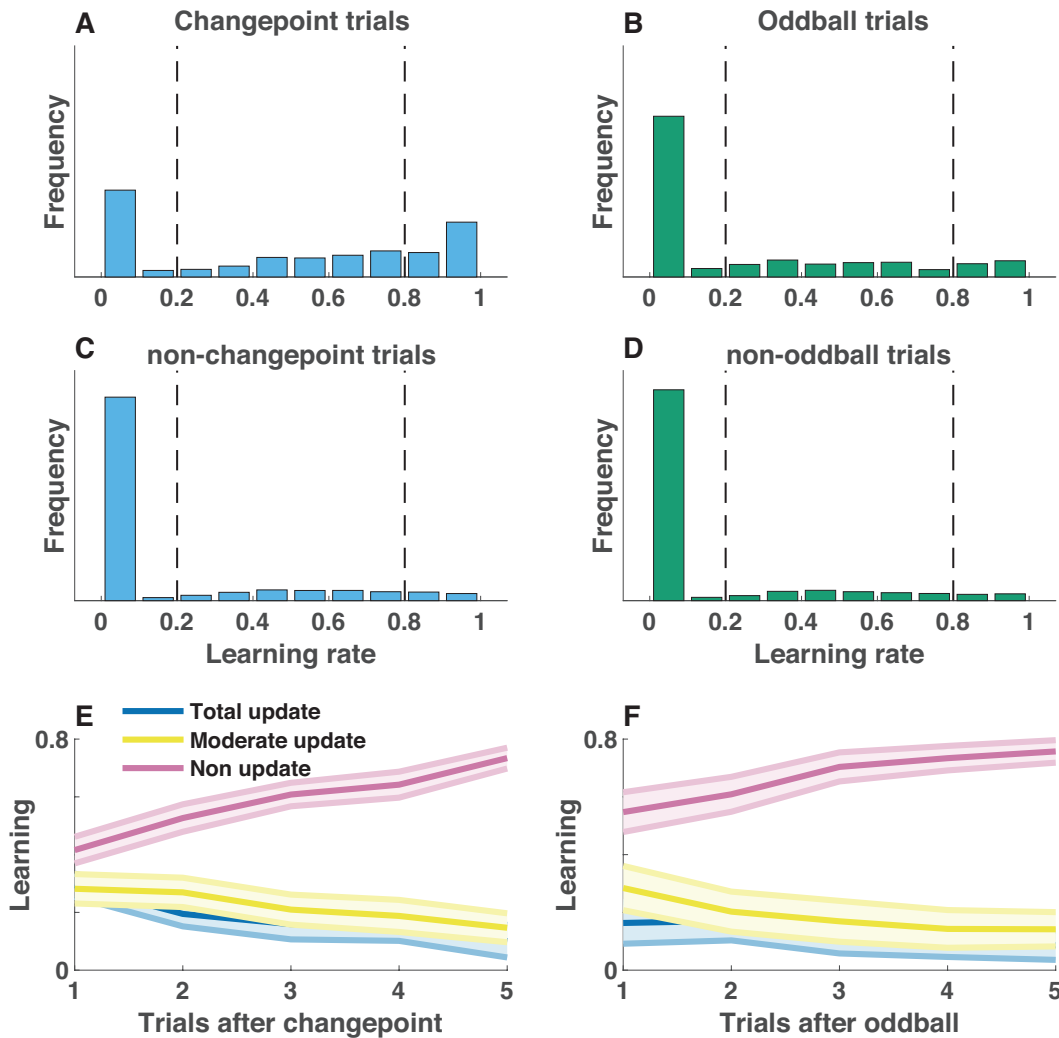 A Changepoint trials
Frequency
0 0.2 0.4 0.6 0.8 1
B Oddball trials
Frequency
0 0.2 0.4 0.6 0.8 1
C non-changepoint trials
Frequency
0 0.2 0.4 0.6 0.8 1
Learning rate
D non-oddball trials
Frequency
0 0.2 0.4 0.6 0.8 1
Learning rate
E
Total update
Moderate update
Non update
0.8
Learning
0
1 2 3 4 5
Trials after changepoint
F
0.8
Learning
0
1 2 3 4 5
Trials after oddball